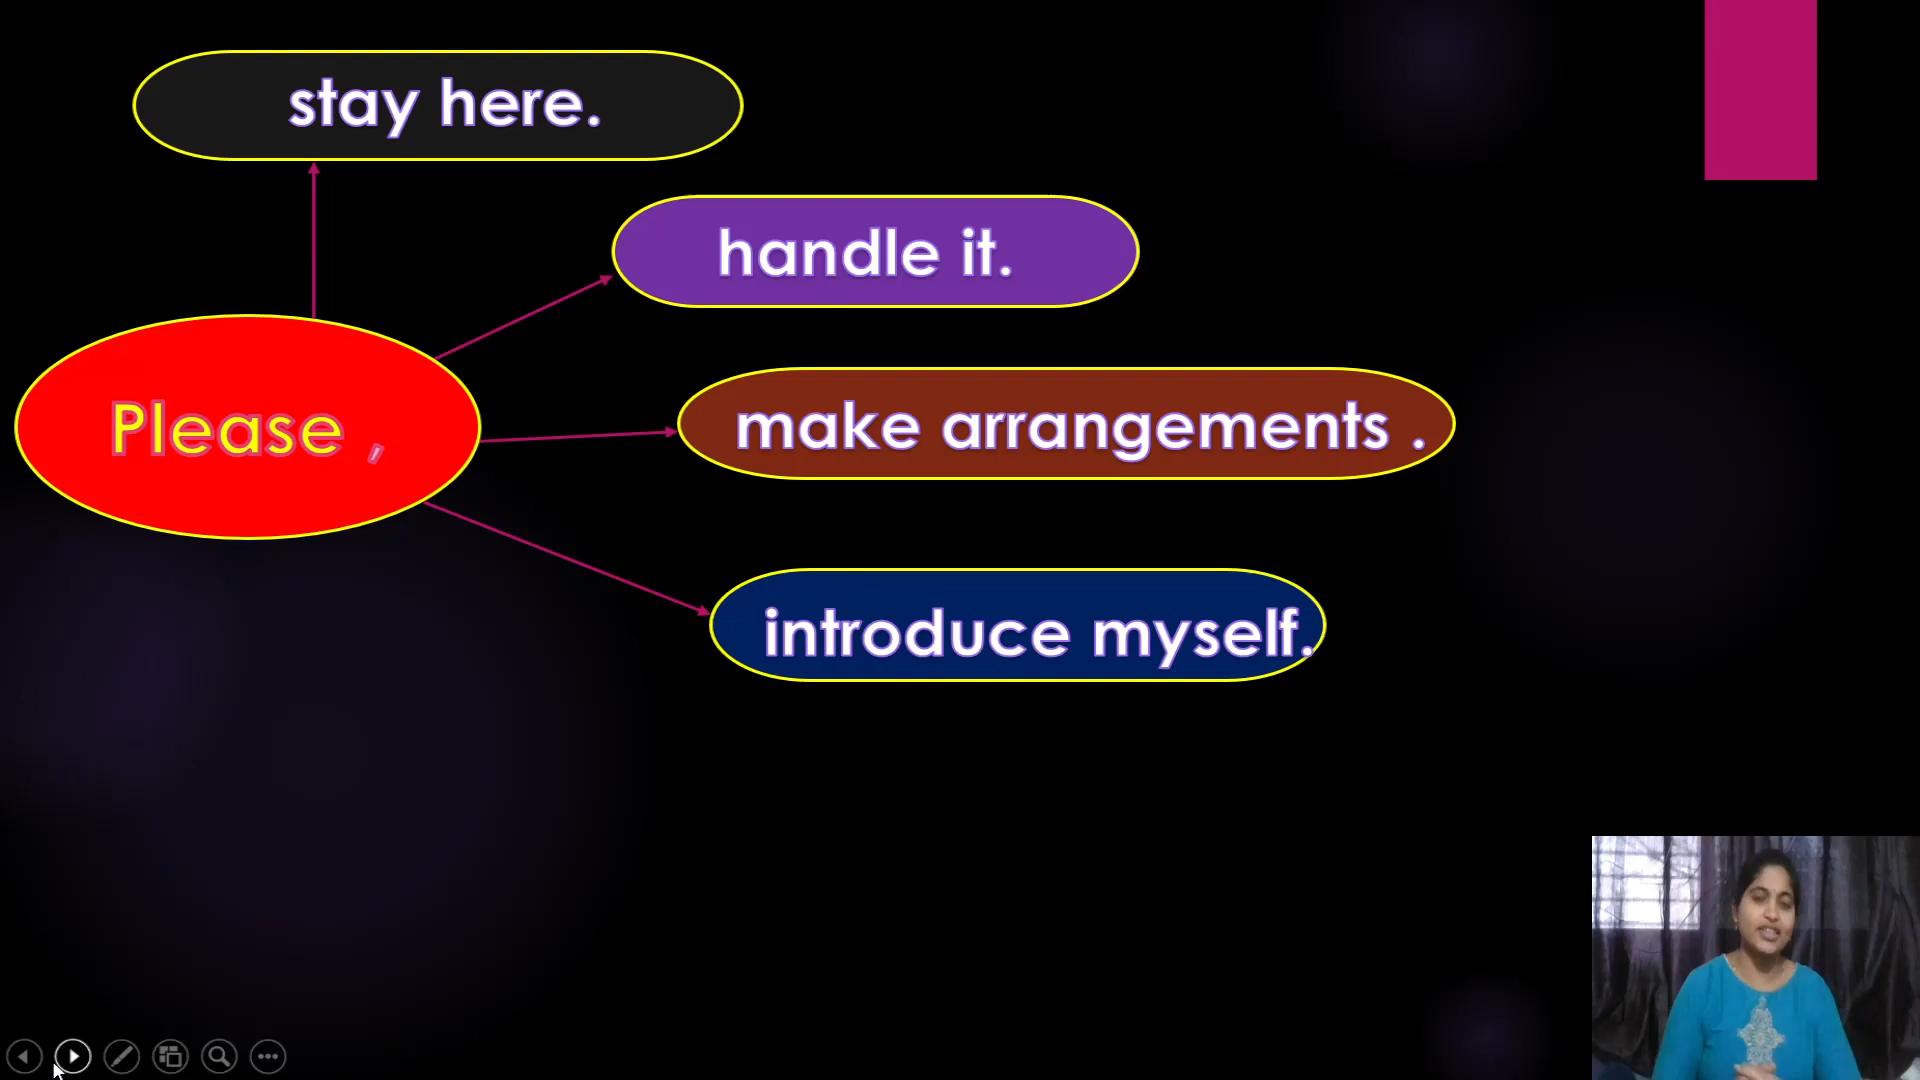 stay here.
handle it.
Please ,
make arrangements .
introduce myself.